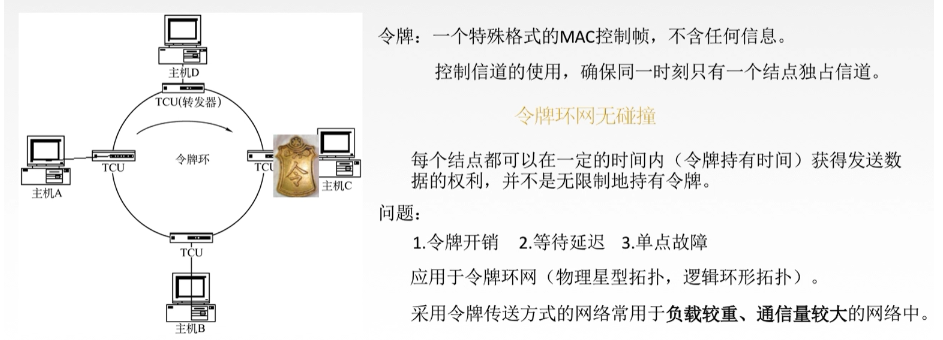 令牌：一个特殊格式的MAC控制帧，不含任何信息。
控制信道的使用，确保同一时刻只有一个结点独占信道。
令牌环网无碰撞
每个结点都可以在一定的时间内（令牌持有时间）获得发送数
据的权利，并不是无限制地持有令牌。
问题：
1.令牌开销 2.等待延迟 3.单点故障
应用于令牌环网（物理星型拓扑，逻辑环形拓扑）。
采用令牌传送方式的网络常用于负载较重、通信量较大的网络中。
主机D
TCU(转发器)
令牌环
TCU
主机A
TCU
令
主机C
TCU
主机B